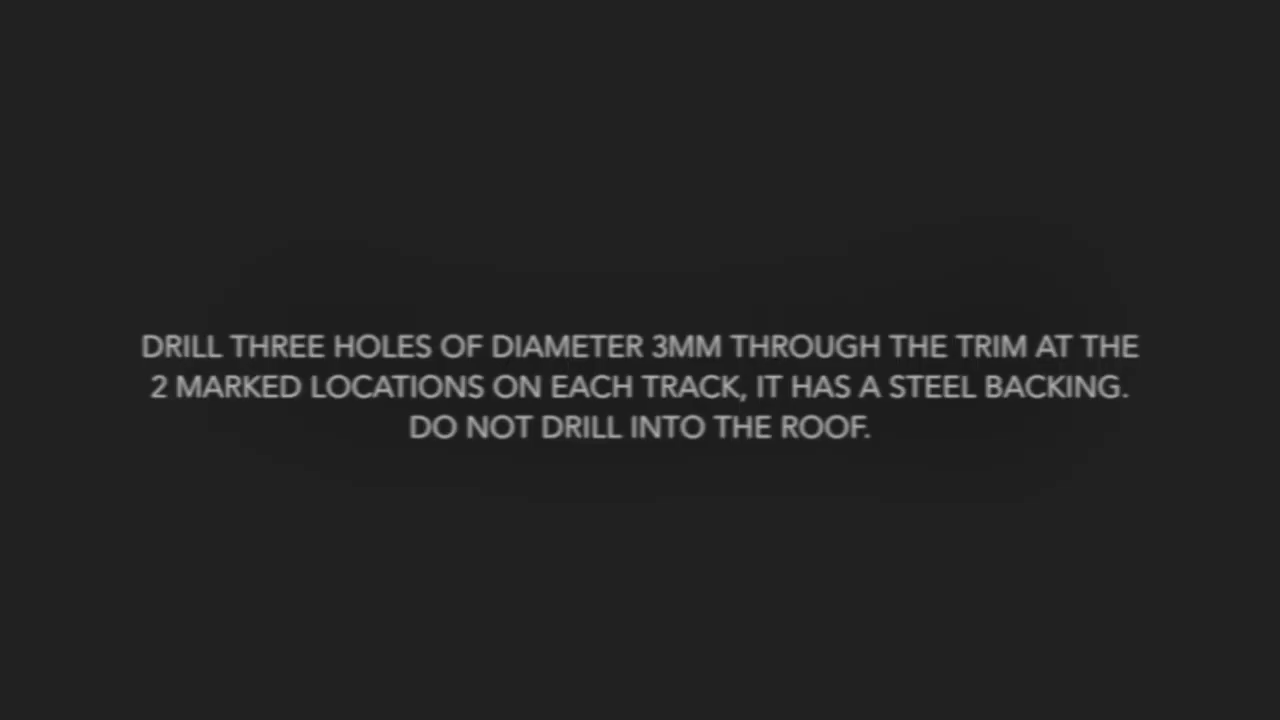 DRILL THREE HOLES OF DIAMETER 3MM THROUGH THE TRIM AT THE
2 MARKED LOCATIONS ON EACH TRACK, IT HAS A STEEL BACKING.
DO NOT DRILL INTO THE ROOF.